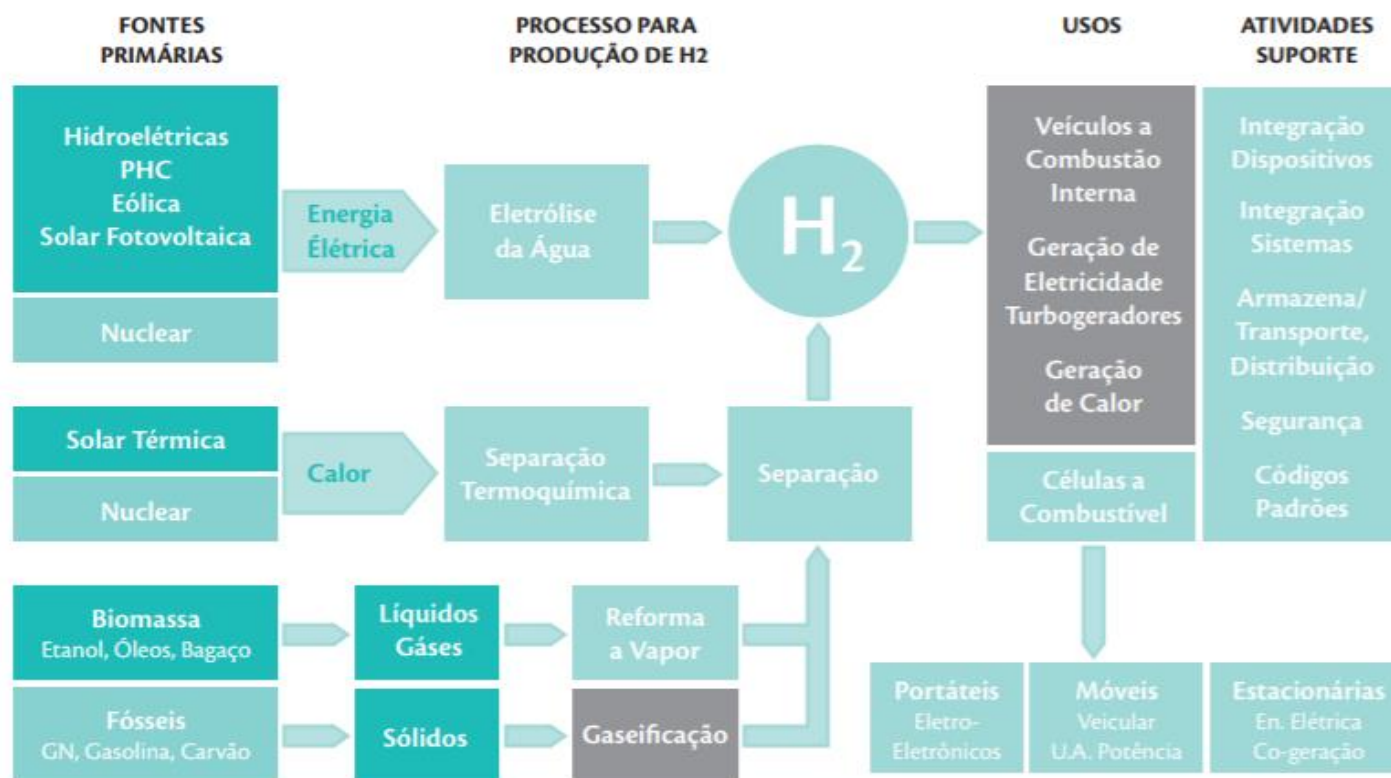 FONTES
PRIMÁRIAS
PROCESSO PARA
PRODUÇÃO DE H2
USOS
ATIVIDADES
SUPORTE
Hidroelétricas
PHC
Eólica
Solar Fotovoltaica
Nuclear
Energia
Élétrica
Eletrólise
da Água
H2
Veículos a
Combustão
Interna
Geração de
Eletricidade
Turbogeradores
Geração
de Calor
Células a
Combustível
Integração
Dispositivos
Integração
Sistemas
Armazena/
Transporte,
Distribuição
Segurança
Códigos
Padrões
Solar Térmica
Nuclear
Calor
Separação
Termoquímica
Separação
Biomassa
Etanol, Óleos, Bagaço
Líquidos
Gáses
Reforma
a Vapor
Fósseis
GN, Gasolina, Carvão
Sólidos
Gaseificação
Portáteis
Eletro-
Eletrônicos
Móveis
Veicular
U.A. Potência
Estacionárias
En. Elétrica
Co-geração